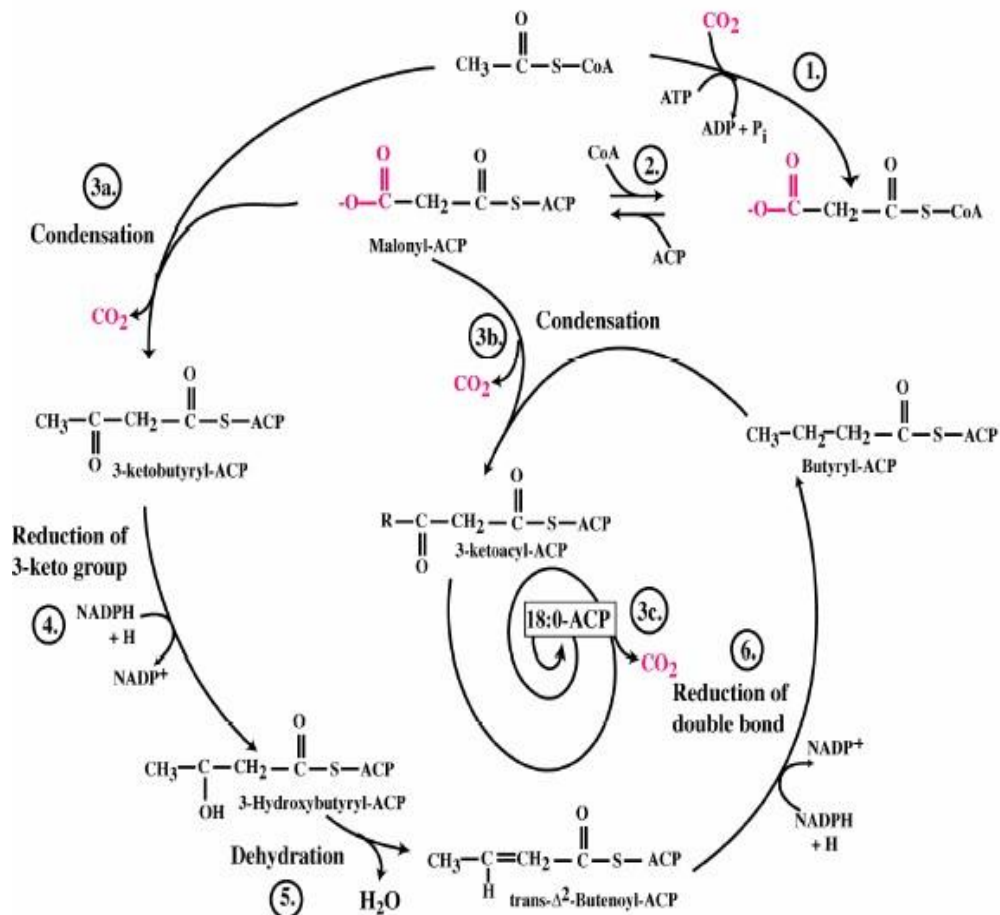 CO2
O
CH3-C-S-CoA
1.
ATP
ADP + Pi
3a.
Condensation
O
O
-O-C-CH2-C-S-ACP
Malonyl-ACP
CoA
2.
ACP
O
O
-O-C-CH2-C-S-CoA
CO2
3b.
Condensation
CO2
O
CH3-C-CH2-C-S-ACP
O
3-ketobutyryl-ACP
O
CH3-CH2-CH2-C-S-ACP
Butyryl-ACP
O
R-C-CH2-C-S-ACP
O
3-ketoacyl-ACP
Reduction of
3-keto group
4.
NADPH
+ H
NADP+
18:0-ACP
3c.
CO2
6.
Reduction of
double bond
NADP+
NADPH
+ H
O
CH3-C-CH2-C-S-ACP
OH
3-Hydroxybutyryl-ACP
Dehydration
5.
H2O
O
CH3-C=CH2-C-S-ACP
H
trans-Δ2-Butenoyl-ACP